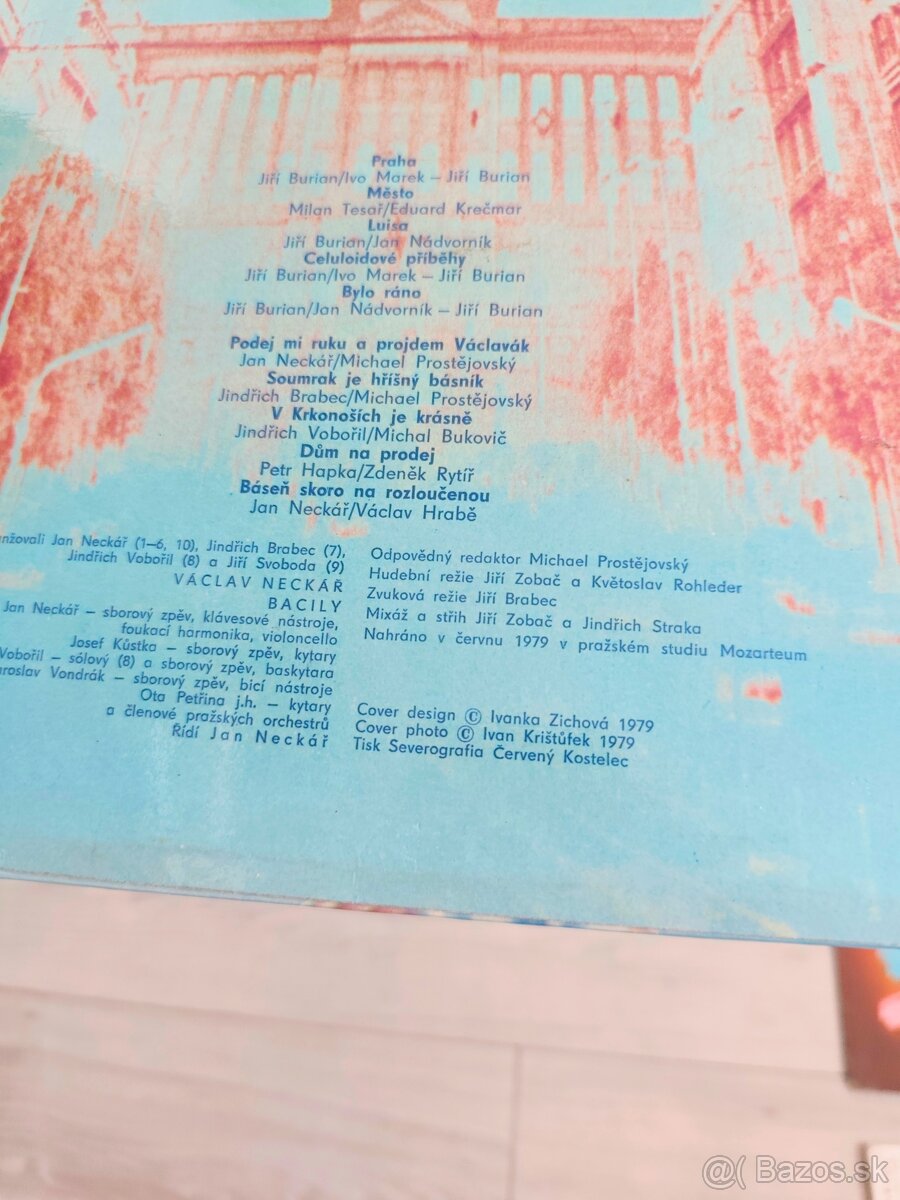 Praha
Jiří Burian/Ivo Marek – Jiří Burian
Město
Milan Tesař/Eduard Krečmar
Luisa
Jiří Burian/Jan Nádvorník
Celuloidové příběhy
Jiří Burian/Ivo Marek – Jiří Burian
Bylo ráno
Jiří Burian/Jan Nádvorník – Jiří Burian
Podej mi ruku a projdem Václavák
Jan Neckář/Michael Prostějovský
Soumrak je hříšný básník
Jindřich Brabec/Michael Prostějovský
V Krkonoších je krásně
Jindřich Vobořil/Michal Bukovič
Dům na prodej
Petr Hapka/Zdeněk Rytíř
Báseň skoro na rozloučenou
Jan Neckář/Václav Hrabě
Jan Neckář (1–6, 10), Jindřich Brabec (7),
Jindřich Vobořil (8) a Jiří Svoboda (9)
VÁCLAV NECKÁŘ
BACILY
Jan Neckář – sborový zpěv, klávesové nástroje,
foukací harmonika, violoncello
Josef Kůstka – sborový zpěv, kytary
Vobořil – sólový (8) a sborový zpěv, baskytara
Vondrák – sborový zpěv, bicí nástroje
Ota Petřina j.h. – kytary
a členové pražských orchestrů
Řídí Jan Neckář
Odpovědný redaktor Michael Prostějovský
Hudební režie Jiří Zobač a Květoslav Rohleder
Zvuková režie Jiří Brabec
Mixáž a střih Jiří Zobač a Jindřich Straka
Nahráno v červnu 1979 v pražském studiu Mozarteum
Cover design © Ivanka Zichová 1979
Cover photo © Ivan Krištůfek 1979
Tisk Severografia Červený Kostelec
@( Bazos.sk